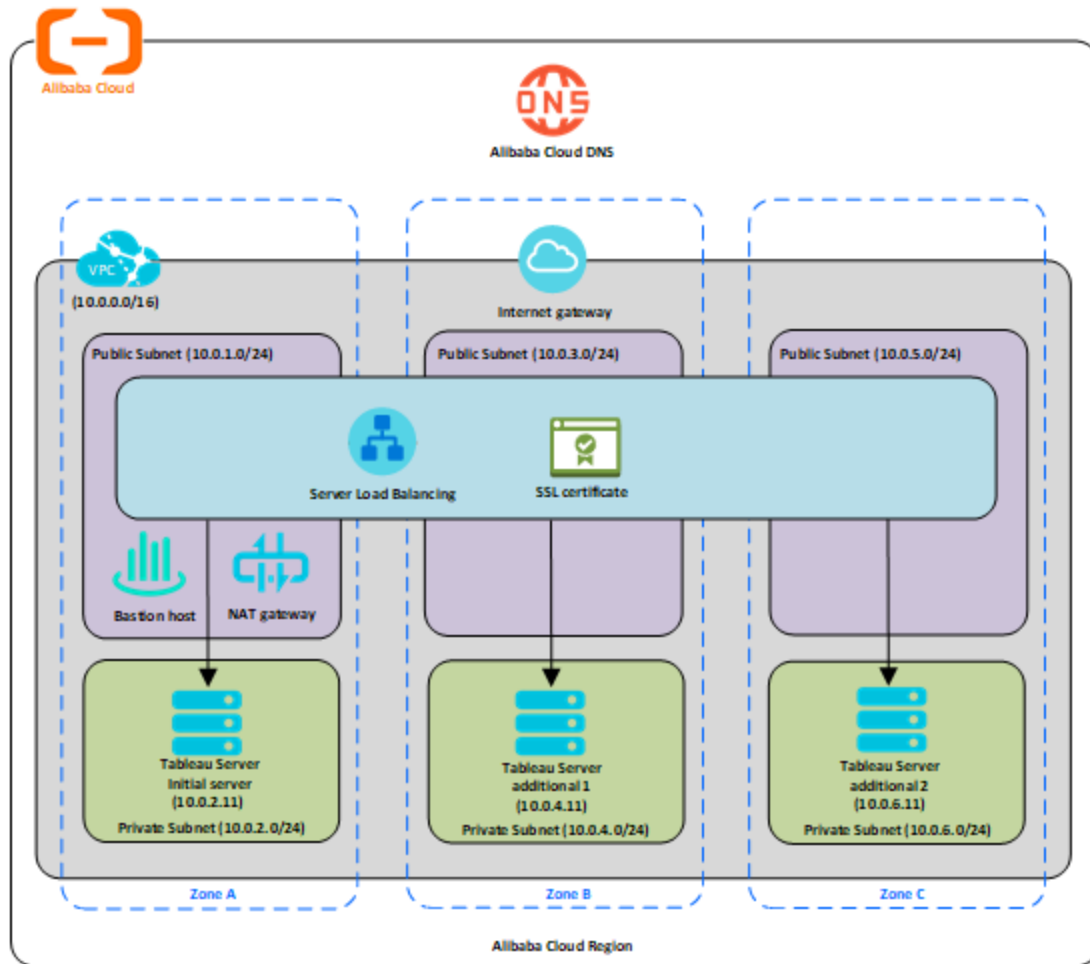 Alibaba Cloud
DNS
Alibaba Cloud DNS
VPC
(10.0.0.0/16)
Internet gateway
Public Subnet (10.0.1.0/24)
Public Subnet (10.0.3.0/24)
Public Subnet (10.0.5.0/24)
Server Load Balancing
SSL certificate
Bastion host
NAT gateway
Tableau Server
Initial server
(10.0.2.11)
Private Subnet (10.0.2.0/24)
Tableau Server
additional 1
(10.0.4.11)
Private Subnet (10.0.4.0/24)
Tableau Server
additional 2
(10.0.6.11)
Private Subnet (10.0.6.0/24)
Zone A
Zone B
Zone C
Alibaba Cloud Region